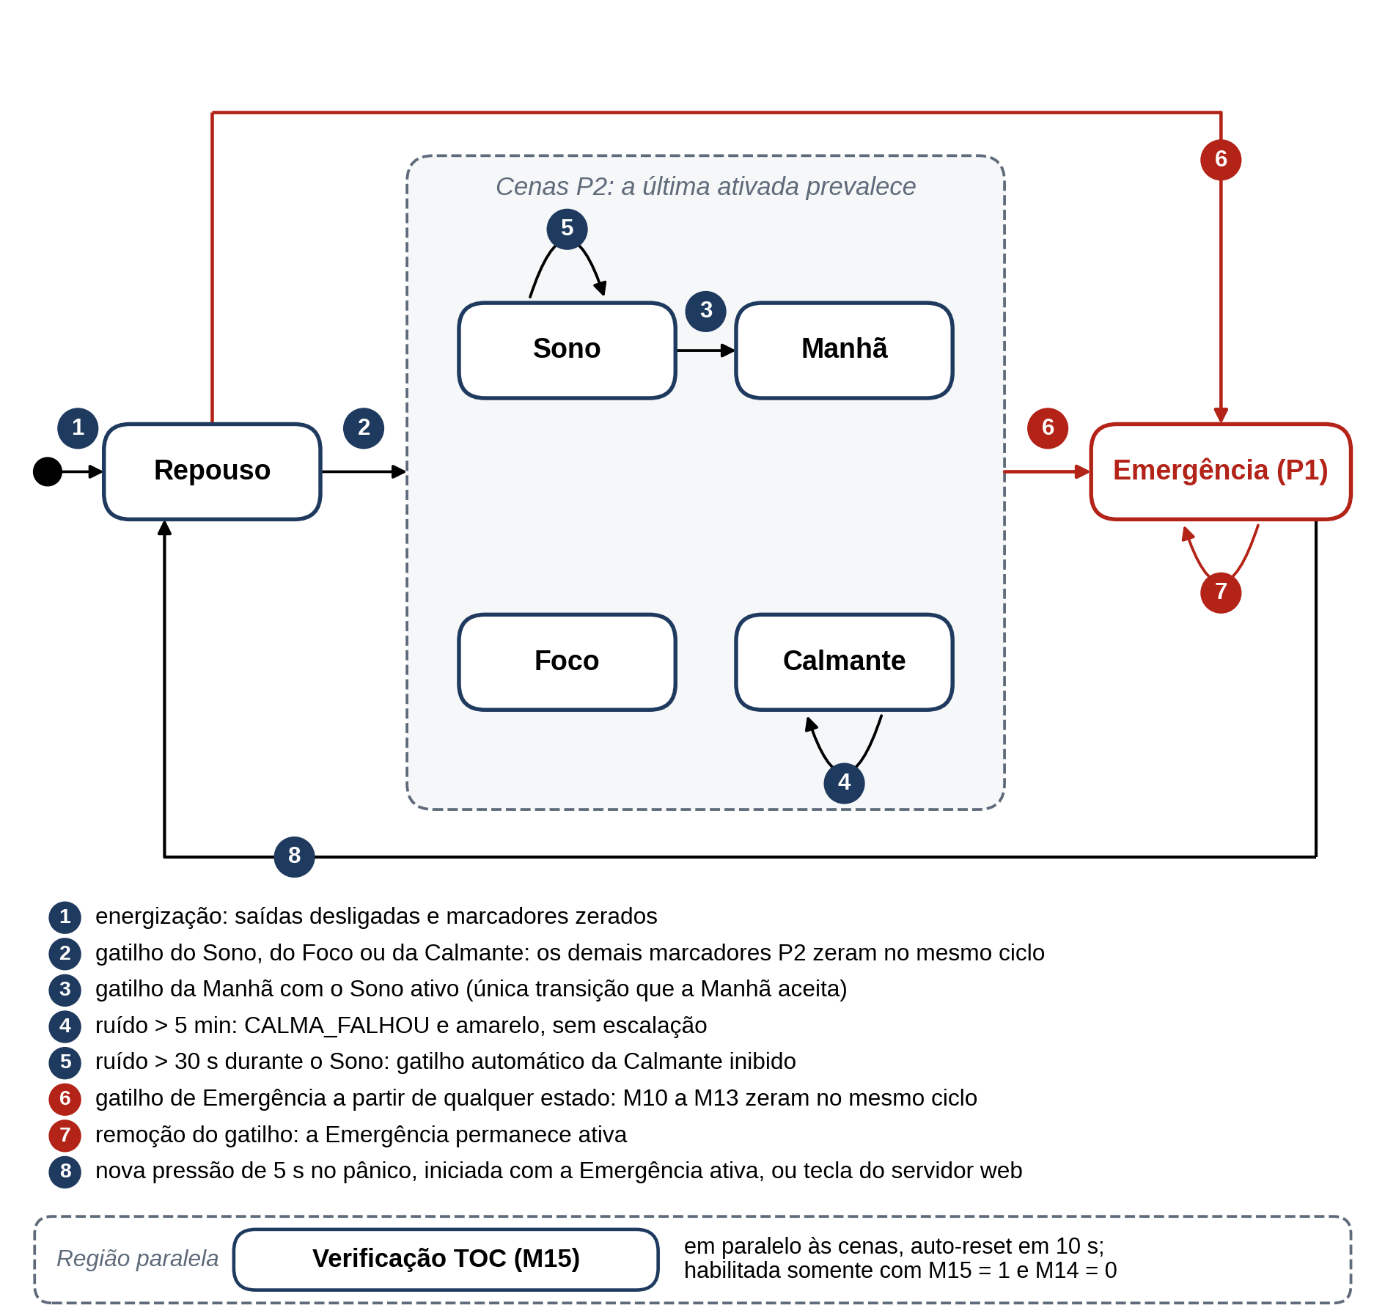 6
Cenas P2: a última ativada prevalece
5
3
Sono
Manhã
1
2
6
Repouso
Emergência (P1)
7
Foco
Calmante
4
8
1 energização: saídas desligadas e marcadores zerados
2 gatilho do Sono, do Foco ou da Calmante: os demais marcadores P2 zeram no mesmo ciclo
3 gatilho da Manhã com o Sono ativo (única transição que a Manhã aceita)
4 ruído > 5 min: CALMA_FALHOU e amarelo, sem escalação
5 ruído > 30 s durante o Sono: gatilho automático da Calmante inibido
6 gatilho de Emergência a partir de qualquer estado: M10 a M13 zeram no mesmo ciclo
7 remoção do gatilho: a Emergência permanece ativa
8 nova pressão de 5 s no pânico, iniciada com a Emergência ativa, ou tecla do servidor web
Região paralela
Verificação TOC (M15)
em paralelo às cenas, auto-reset em 10 s;
habilitada somente com M15 = 1 e M14 = 0